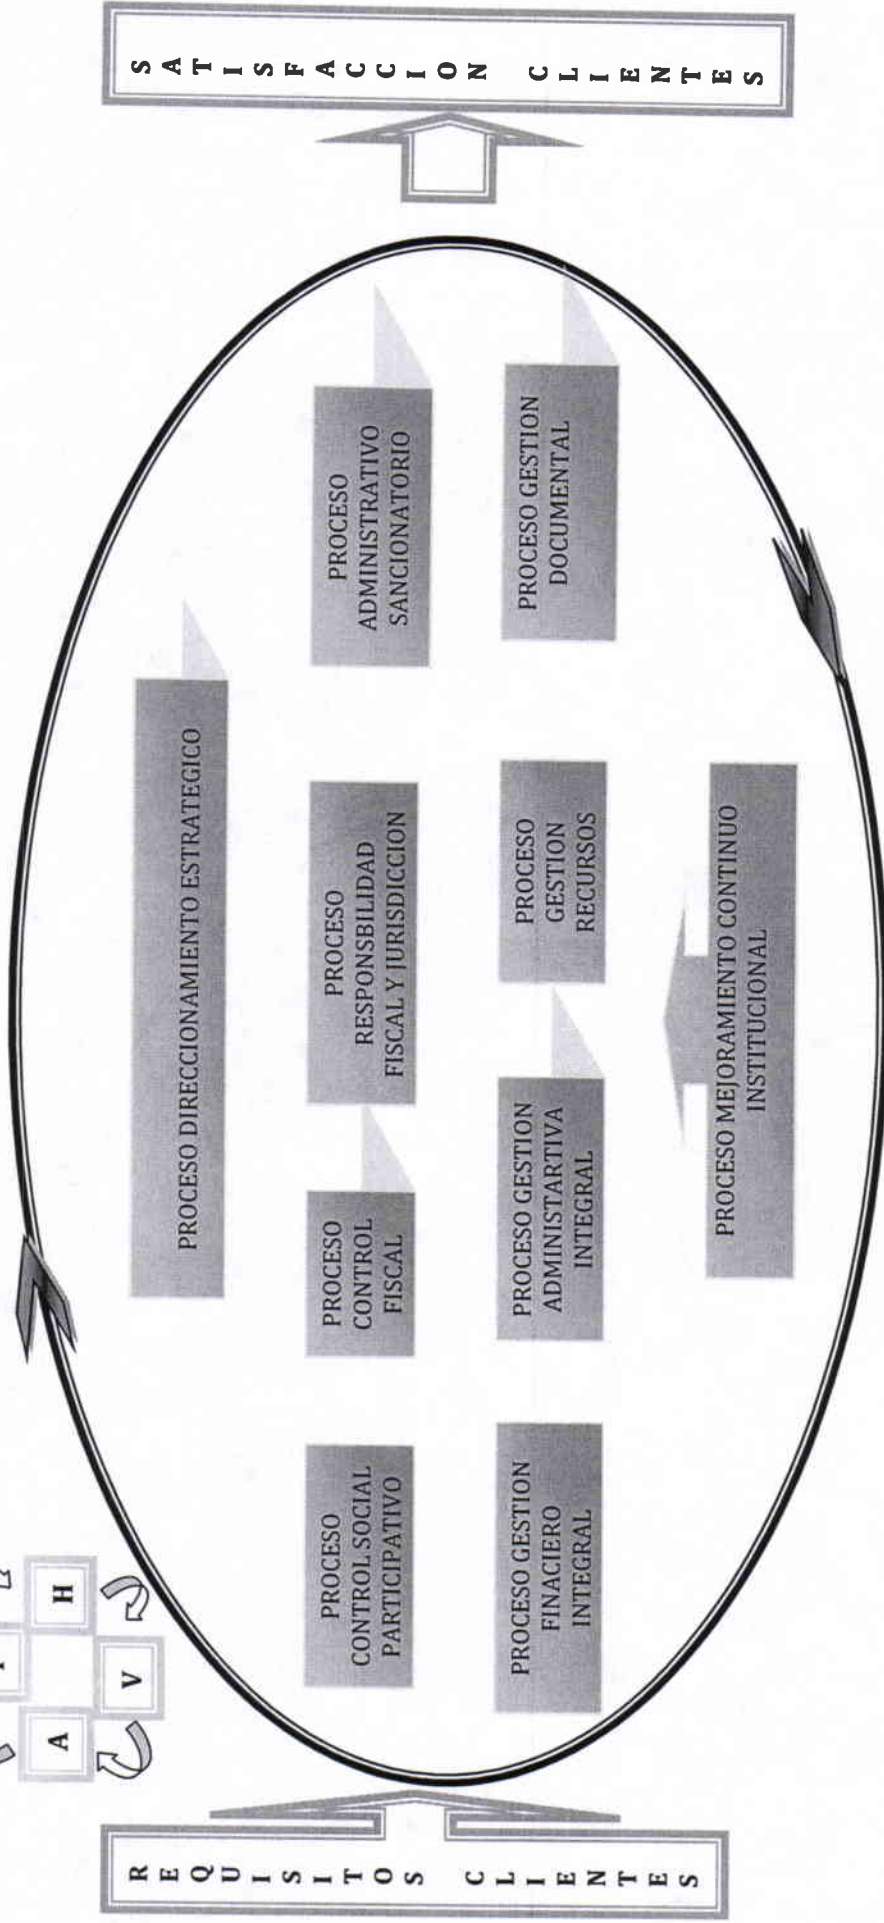 A
H
V
REQUISITOS CLIENTES
PROCESO DIRECCIONAMIENTO ESTRATEGICO
PROCESO
CONTROL SOCIAL
PARTICIPATIVO
PROCESO
CONTROL
FISCAL
PROCESO
RESPONSBILIDAD
FISCAL Y JURISDICCION
PROCESO
ADMINISTRATIVO
SANCIONATORIO
PROCESO GESTION
FINACIERO
INTEGRAL
PROCESO GESTION
ADMINISTARTIVA
INTEGRAL
PROCESO
GESTION
RECURSOS
PROCESO GESTION
DOCUMENTAL
PROCESO MEJORAMIENTO CONTINUO
INSTITUCIONAL
SATISFACCION CLIENTES